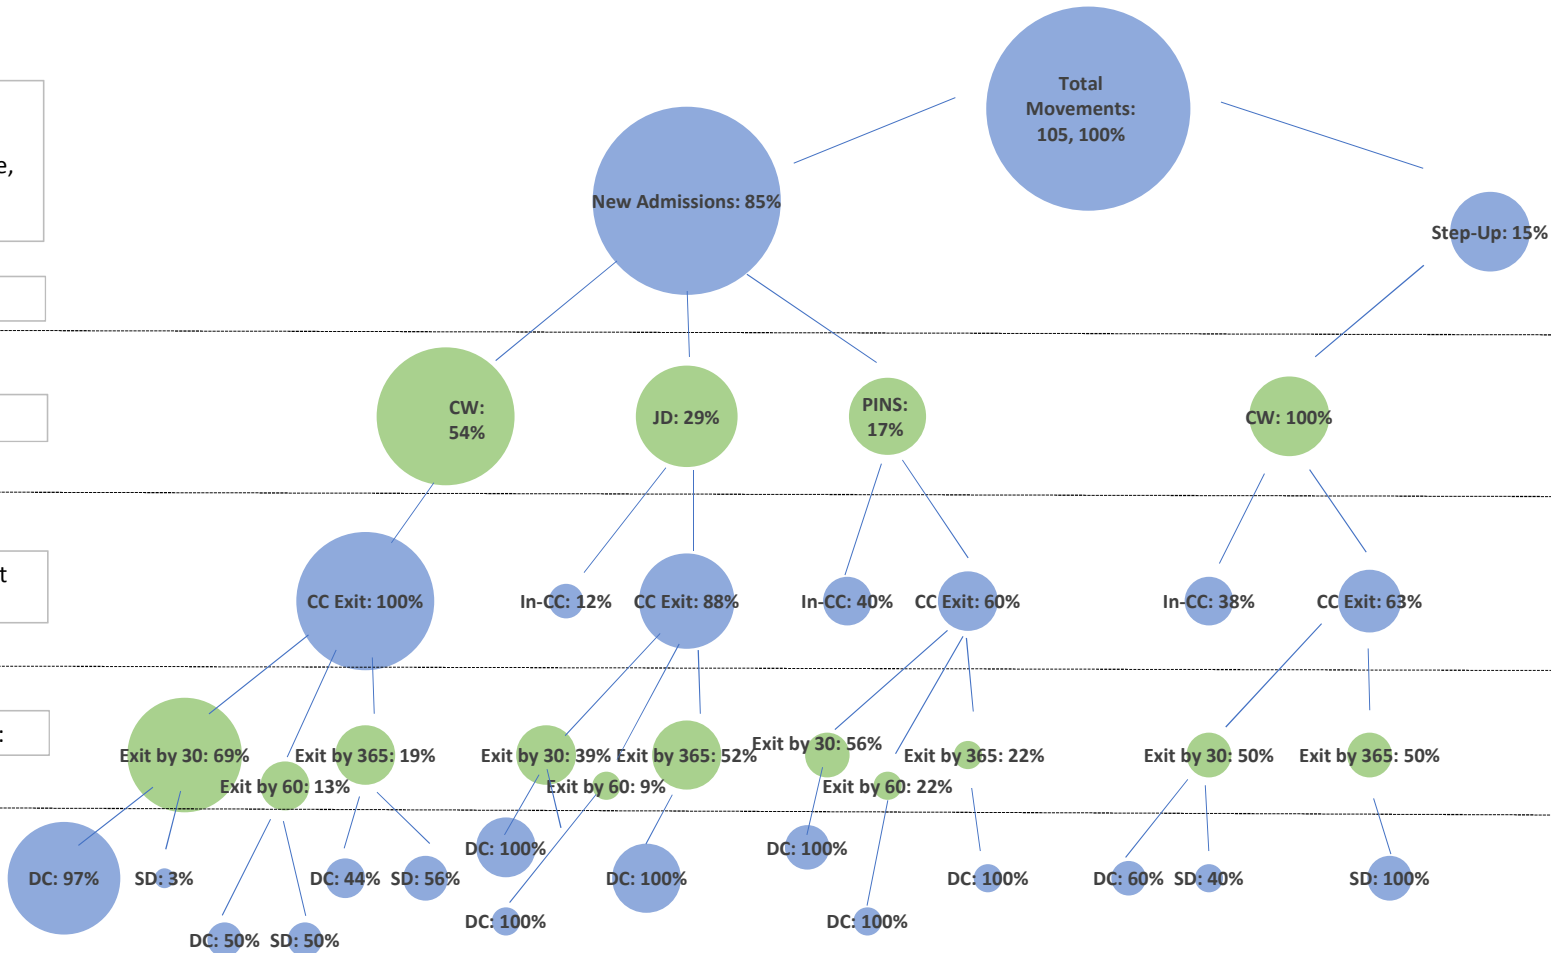 Total
Movements:
105, 100%
e,
New Admissions: 85%
Step-Up: 15%
CW:
54%
JD: 29%
PINS:
17%
CW: 100%
t
CC Exit: 100%
In-CC: 12%
CC Exit: 88%
In-CC: 40%
CC Exit: 60%
In-CC: 38%
CC Exit: 63%
:
Exit by 30: 69%
Exit by 60: 13%
Exit by 365: 19%
Exit by 30: 39%
Exit by 60: 9%
Exit by 365: 52%
Exit by 30: 56%
Exit by 60: 22%
Exit by 365: 22%
Exit by 30: 50%
Exit by 365: 50%
DC: 97%
SD: 3%
DC: 50%
SD: 50%
DC: 44%
SD: 56%
DC: 100%
DC: 100%
DC: 100%
DC: 100%
DC: 100%
DC: 100%
DC: 60%
SD: 40%
SD: 100%